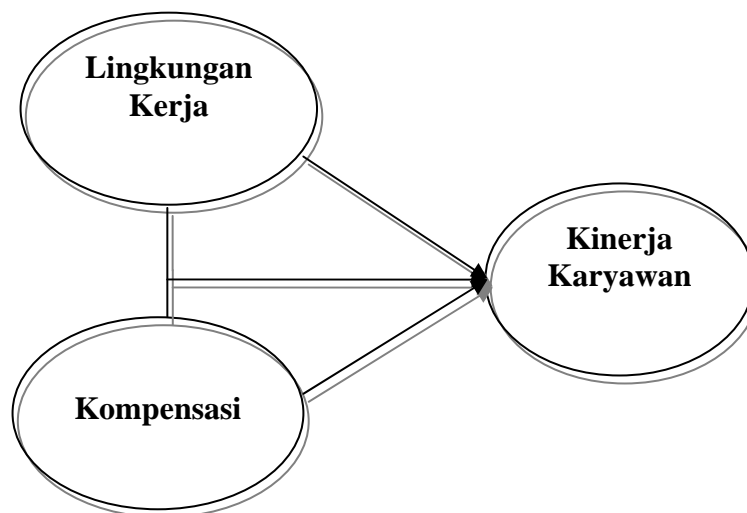 Lingkungan
Kerja
Kinerja
Karyawan
Kompensasi